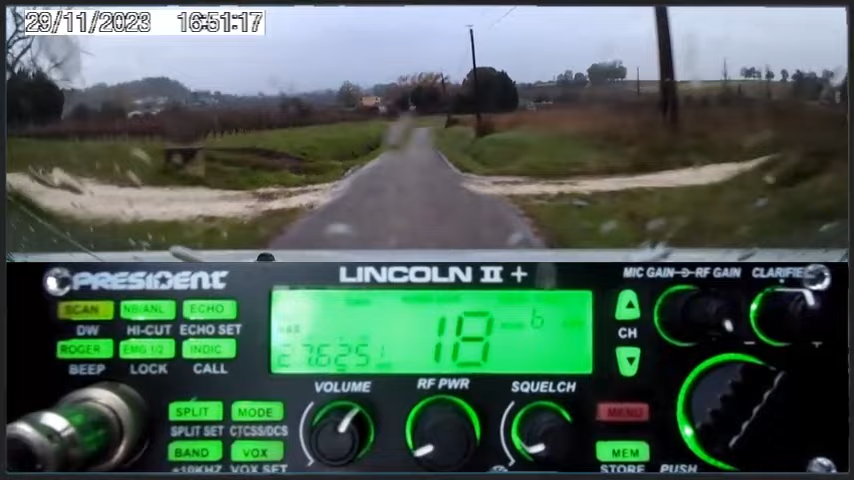 29/11/2023 16:51:17
PRESIDENT LINCOLN II + MIC GAIN RF GAIN CLARIFIER
SCAN NB/ANL ECHO
DW HI-CUT ECHO SET
ROGER EMG 1/2 INDIC
BEEP LOCK CALL
27.625
18 b
CH
VOLUME RF PWR SQUELCH
SPLIT MODE MENU
SPLIT SET CTCSS/DCS
BAND VOX MEM
±10KHZ VOX SET STORE PUSH